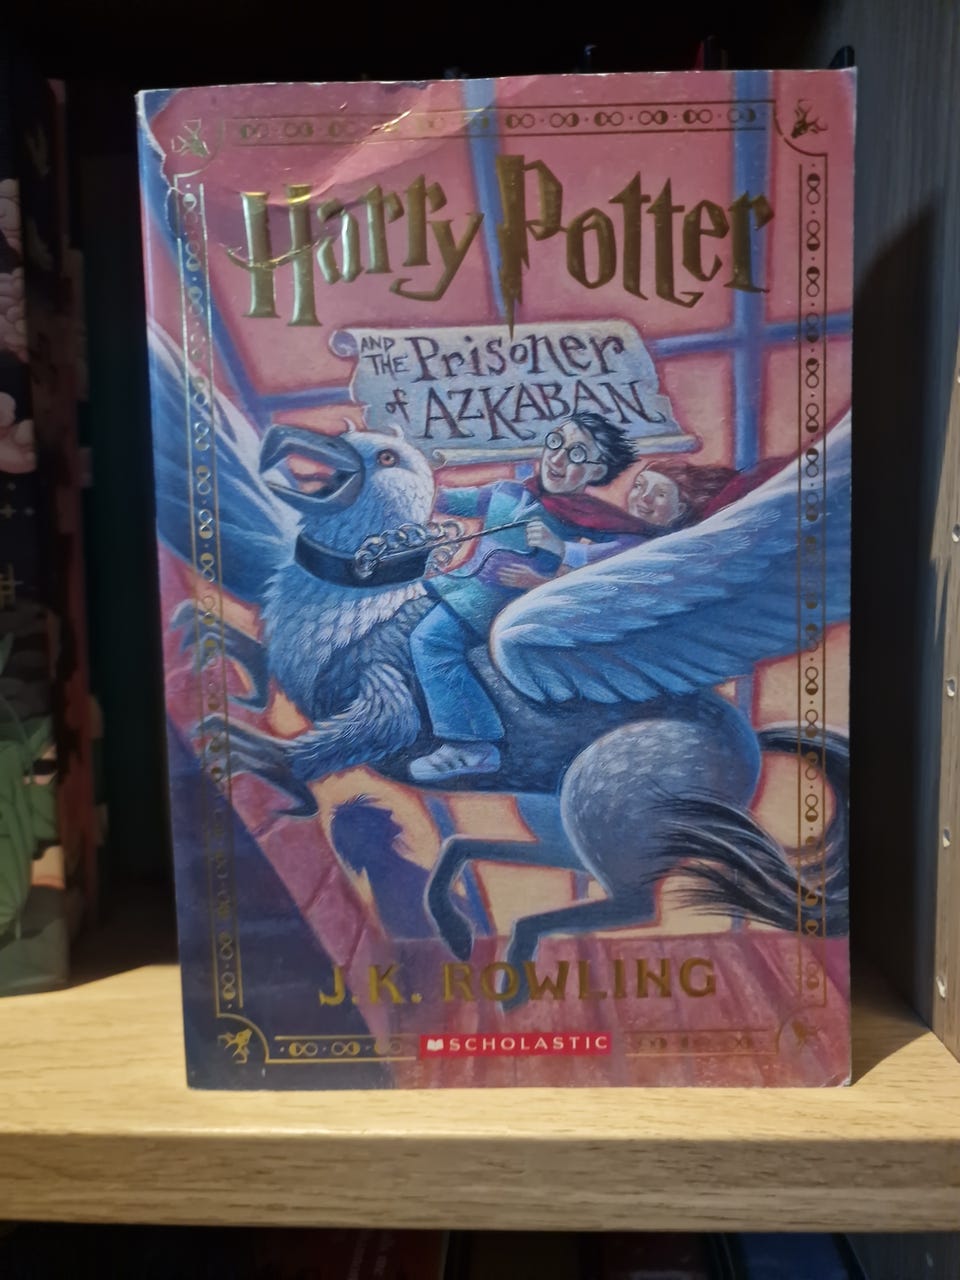 Harry Potter
AND THE Prisoner
of AZKABAN
J.K. ROWLING
SCHOLASTIC